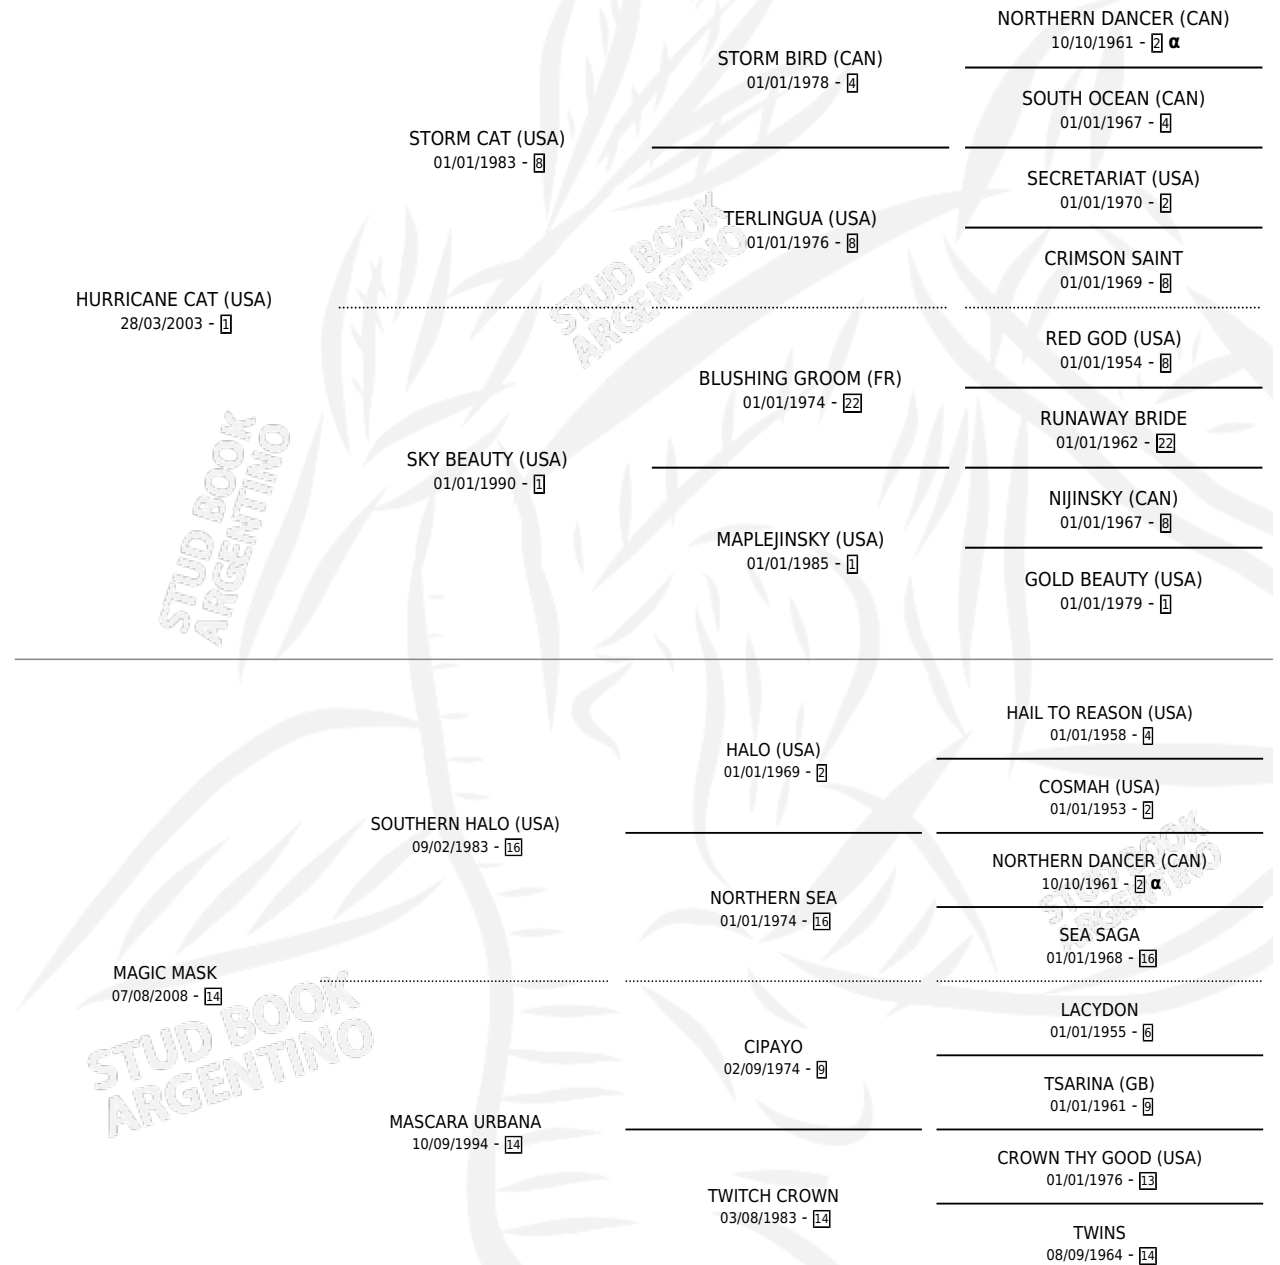 NORTHERN DANCER (CAN)
10/10/1961 - 2 α
STORM BIRD (CAN)
01/01/1978 - 4
SOUTH OCEAN (CAN)
01/01/1967 - 4
STORM CAT (USA)
01/01/1983 - 8
SECRETARIAT (USA)
01/01/1970 - 2
TERLINGUA (USA)
01/01/1976 - 8
CRIMSON SAINT
01/01/1969 - 8
STUD BOOK
ARGENTINO
HURRICANE CAT (USA)
28/03/2003 - 1
RED GOD (USA)
01/01/1954 - 8
BLUSHING GROOM (FR)
01/01/1974 - 22
RUNAWAY BRIDE
01/01/1962 - 22
SKY BEAUTY (USA)
01/01/1990 - 1
NIJINSKY (CAN)
01/01/1967 - 8
MAPLEJINSKY (USA)
01/01/1985 - 1
GOLD BEAUTY (USA)
01/01/1979 - 1
STUD BOOK
ARGENTINO
HAIL TO REASON (USA)
01/01/1958 - 4
HALO (USA)
01/01/1969 - 2
COSMAH (USA)
01/01/1953 - 2
SOUTHERN HALO (USA)
09/02/1983 - 16
NORTHERN DANCER (CAN)
10/10/1961 - 2 α
NORTHERN SEA
01/01/1974 - 16
SEA SAGA
01/01/1968 - 16
STUD BOOK
ARGENTINO
MAGIC MASK
07/08/2008 - 14
LACYDON
01/01/1955 - 6
CIPAYO
02/09/1974 - 9
TSARINA (GB)
01/01/1961 - 9
MASCARA URBANA
10/09/1994 - 14
CROWN THY GOOD (USA)
01/01/1976 - 13
TWITCH CROWN
03/08/1983 - 14
TWINS
08/09/1964 - 14
STUD BOOK
ARGENTINO